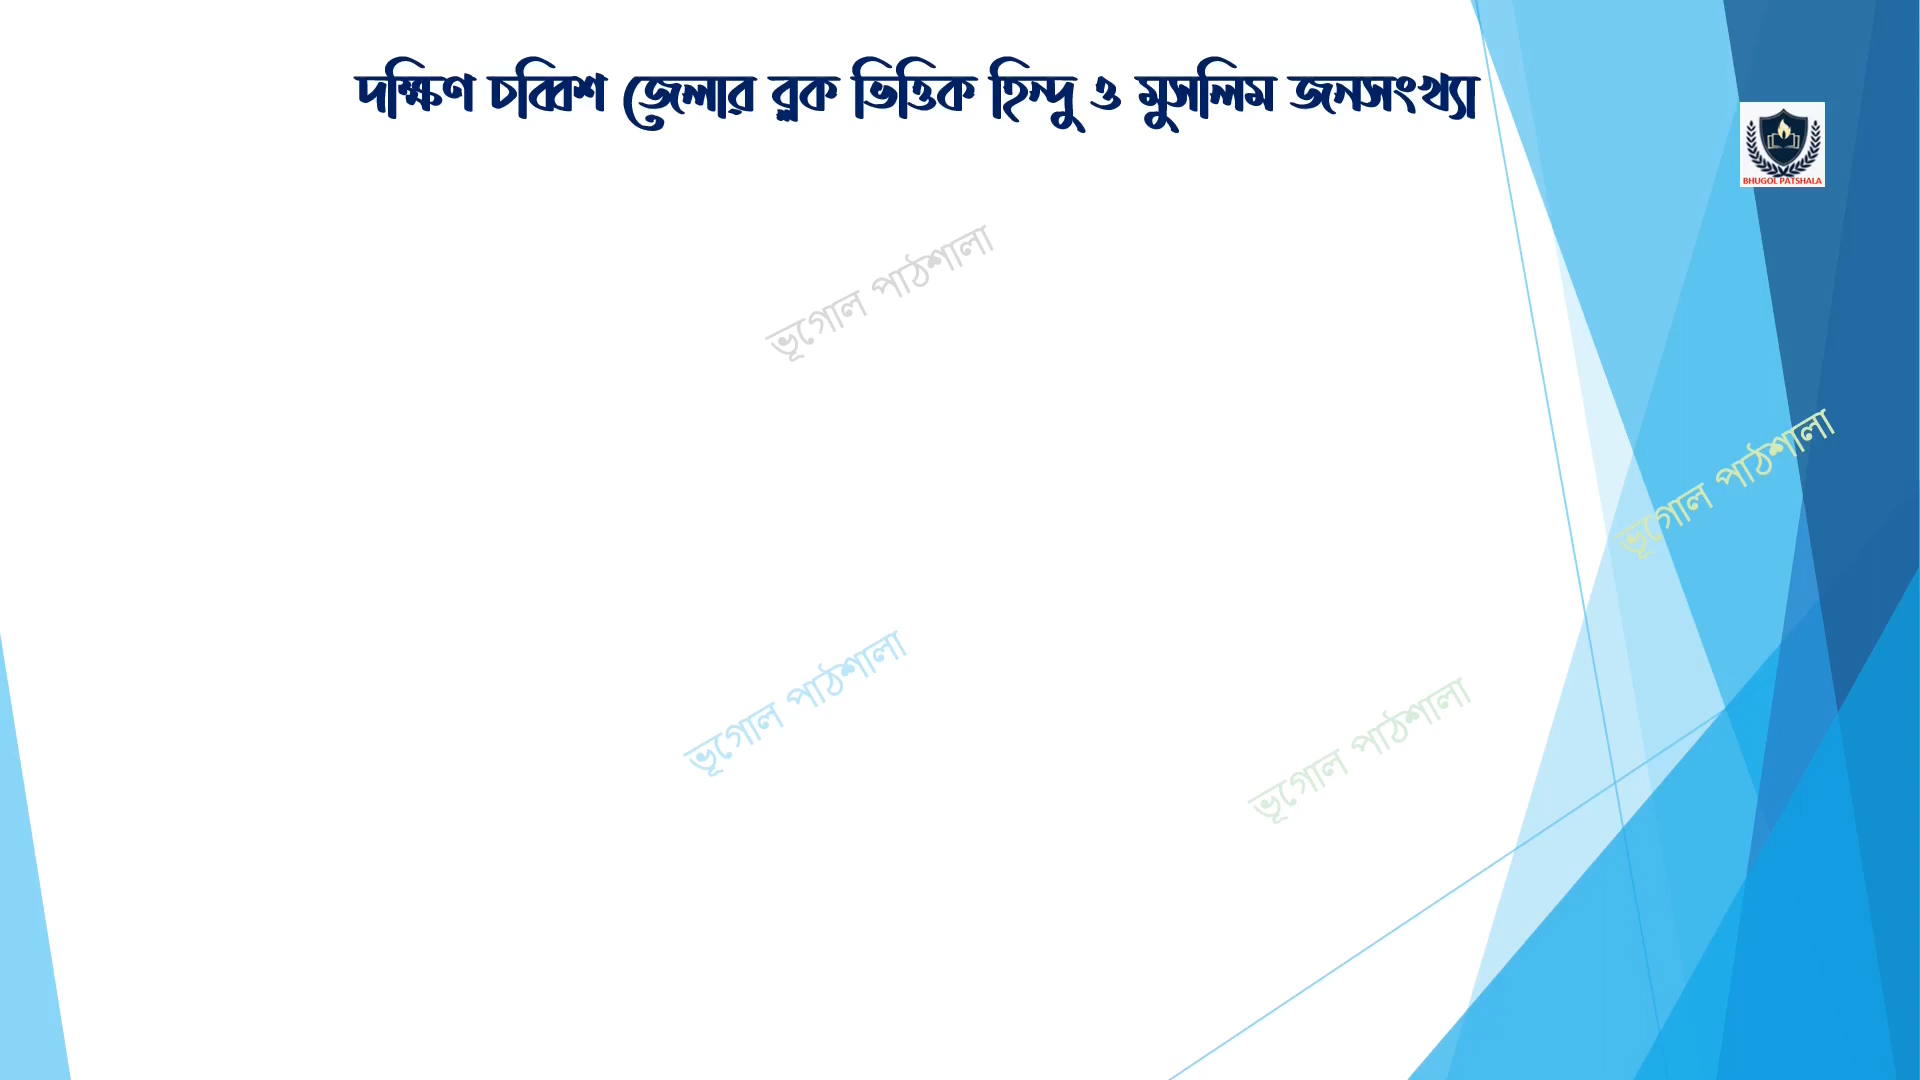 দক্ষিণ চব্বিশ জেলার ব্লক ভিত্তিক হিন্দু ও মুসলিম জনসংখ্যা
BHUGOL PATSHALA
ভূগোল পাঠশালা
ভূগোল পাঠশালা
ভূগোল পাঠশালা
ভূগোল পাঠশালা